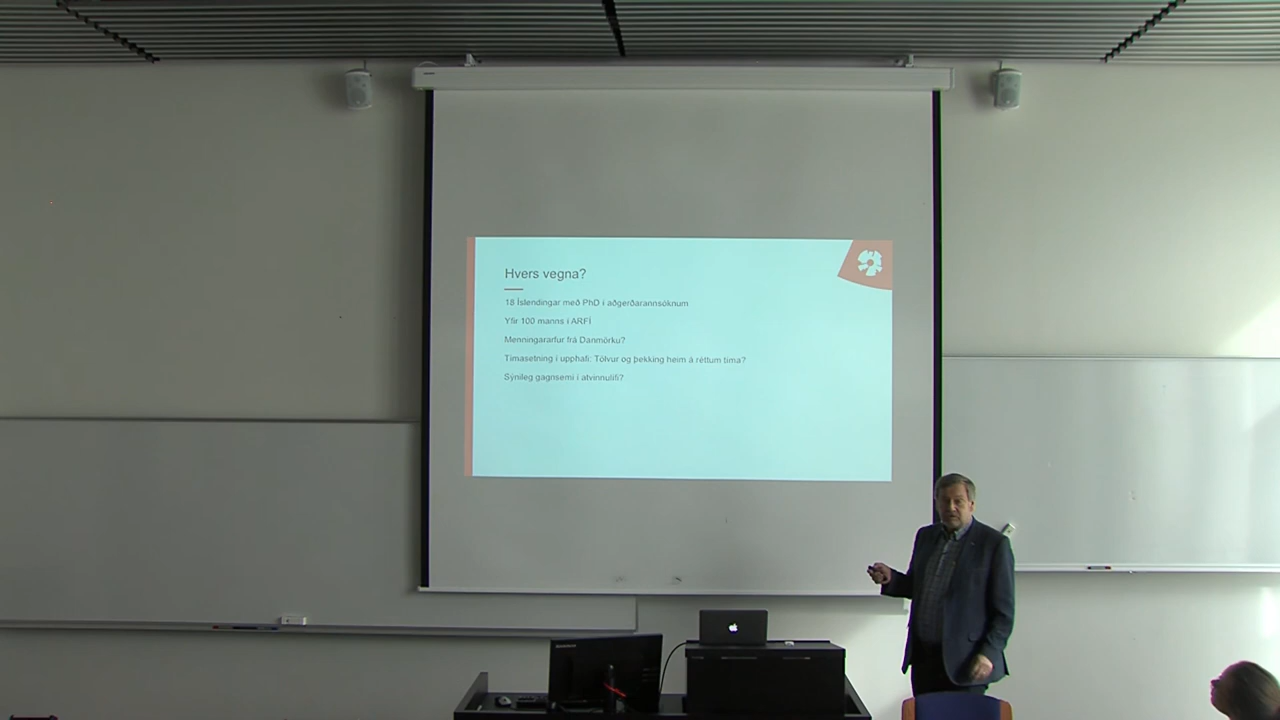 Hvers vegna?
18 Íslendingar með PhD í aðgerðarannsóknum
Yfir 100 manns í ARFÍ
Menningararfur frá Danmörku?
Tímasetning í upphafi: Tölvur og þekking heim á réttum tíma?
Sýnileg gagnsemi í atvinnulífi?